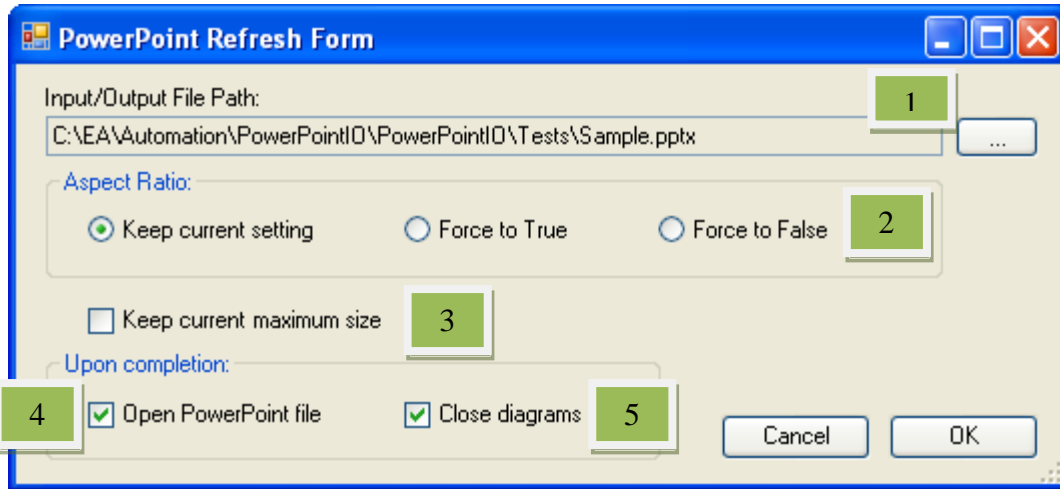 PowerPoint Refresh Form
Input/Output File Path:
1
C:\EA\Automation\PowerPointIO\PowerPointIO\Tests\Sample.pptx
...
Aspect Ratio:
Keep current setting Force to True Force to False 2
Keep current maximum size 3
Upon completion:
4 Open PowerPoint file Close diagrams 5
Cancel OK